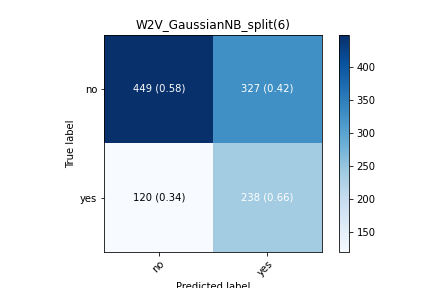 W2V_GaussianNB_split(6)
no
449 (0.58)
327 (0.42)
yes
120 (0.34)
238 (0.66)
True label
no
yes
Predicted label
400
350
300
250
200
150